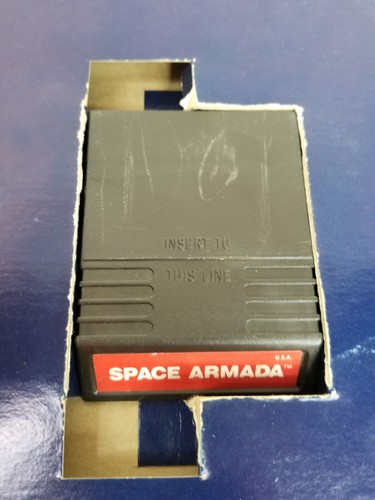 INSERT TO
THIS LINE
U.S.A.
SPACE ARMADA™